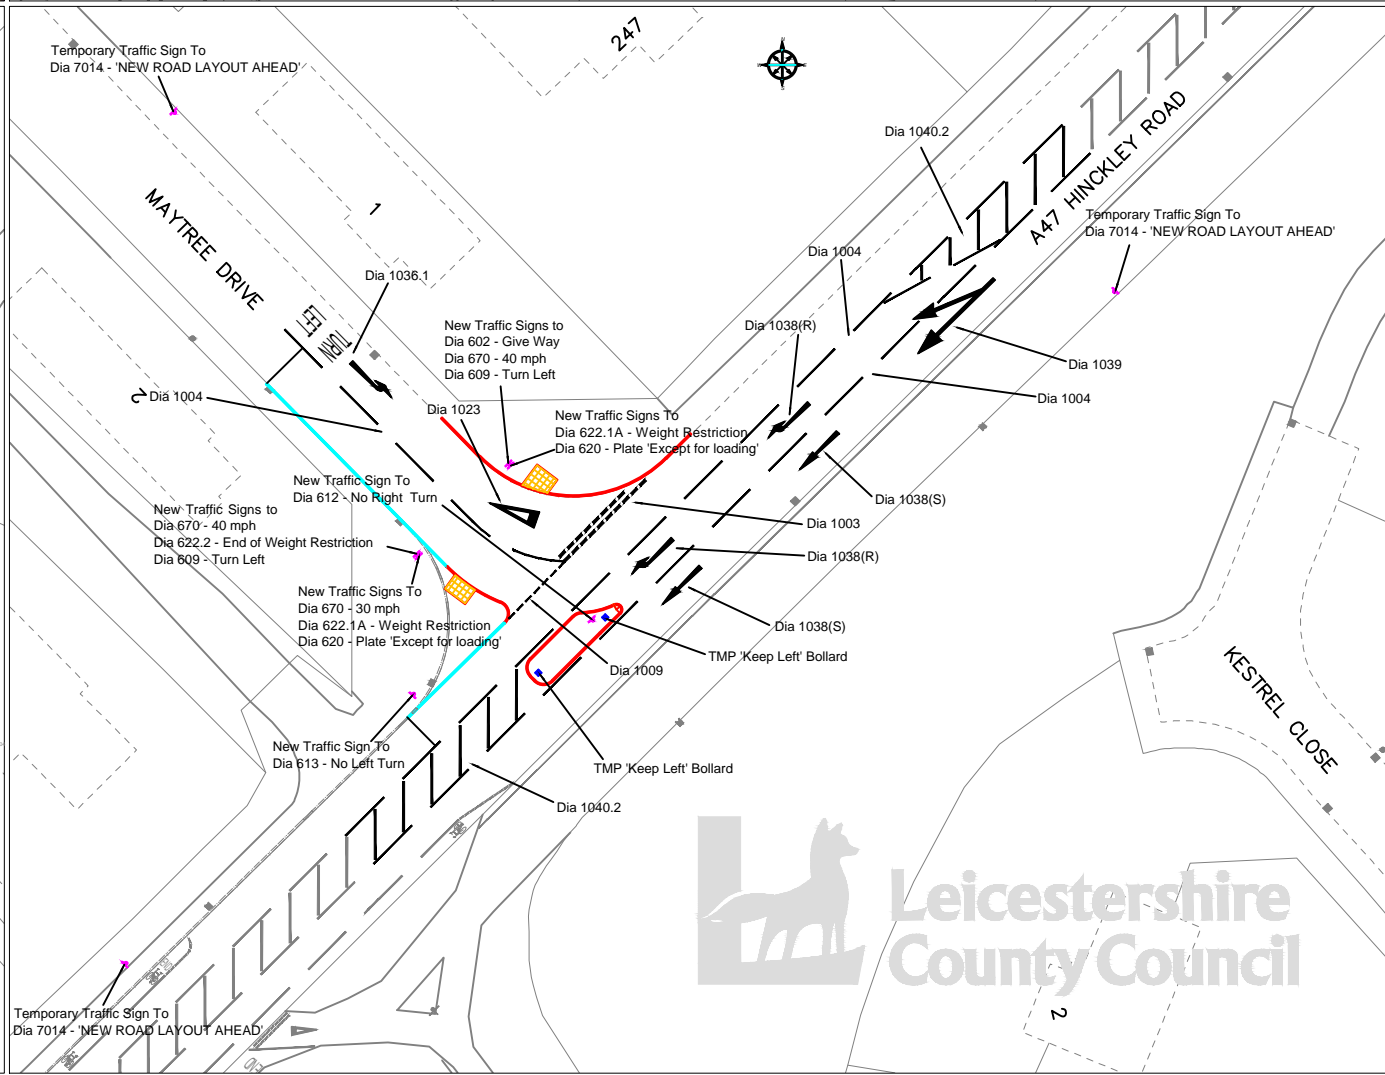 Temporary Traffic Sign To
Dia 7014 - 'NEW ROAD LAYOUT AHEAD'
247
Dia 1040.2
A47 HINCKLEY ROAD
Temporary Traffic Sign To
Dia 7014 - 'NEW ROAD LAYOUT AHEAD'
MAYTREE DRIVE
1
Dia 1004
Dia 1036.1
TURN
LEFT
New Traffic Signs to
Dia 602 - Give Way
Dia 670 - 40 mph
Dia 609 - Turn Left
Dia 1038(R)
Dia 1039
Dia 1004
2
Dia 1004
Dia 1023
New Traffic Signs To
Dia 622.1A - Weight Restriction
Dia 620 - Plate 'Except for loading'
New Traffic Sign To
Dia 612 - No Right Turn
Dia 1038(S)
New Traffic Signs to
Dia 670 - 40 mph
Dia 622.2 - End of Weight Restriction
Dia 609 - Turn Left
Dia 1003
Dia 1038(R)
New Traffic Signs To
Dia 670 - 30 mph
Dia 622.1A - Weight Restriction
Dia 620 - Plate 'Except for loading'
Dia 1038(S)
TMP 'Keep Left' Bollard
Dia 1009
KESTREL CLOSE
New Traffic Sign To
Dia 613 - No Left Turn
TMP 'Keep Left' Bollard
Dia 1040.2
Leicestershire
County Council
2
Temporary Traffic Sign To
Dia 7014 - 'NEW ROAD LAYOUT AHEAD'